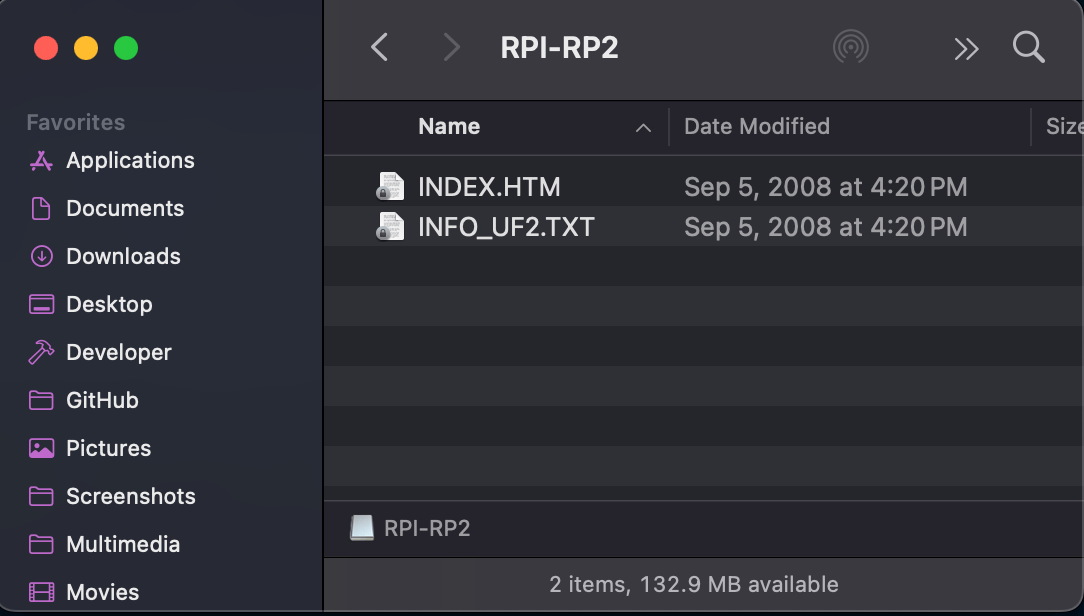 RPI-RP2
Favorites
Applications
Documents
Downloads
Desktop
Developer
GitHub
Pictures
Screenshots
Multimedia
Movies
Name Date Modified Size
INDEX.HTM Sep 5, 2008 at 4:20 PM
INFO_UF2.TXT Sep 5, 2008 at 4:20 PM
RPI-RP2
2 items, 132.9 MB available